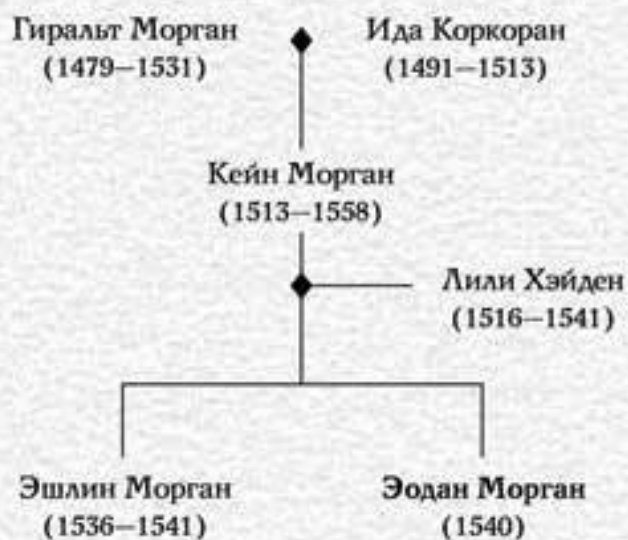 Гиральт Морган
(1479–1531)
Ида Коркоран
(1491–1513)
Кейн Морган
(1513–1558)
Лили Хэйден
(1516–1541)
Эшлин Морган
(1536–1541)
Эодан Морган
(1540)